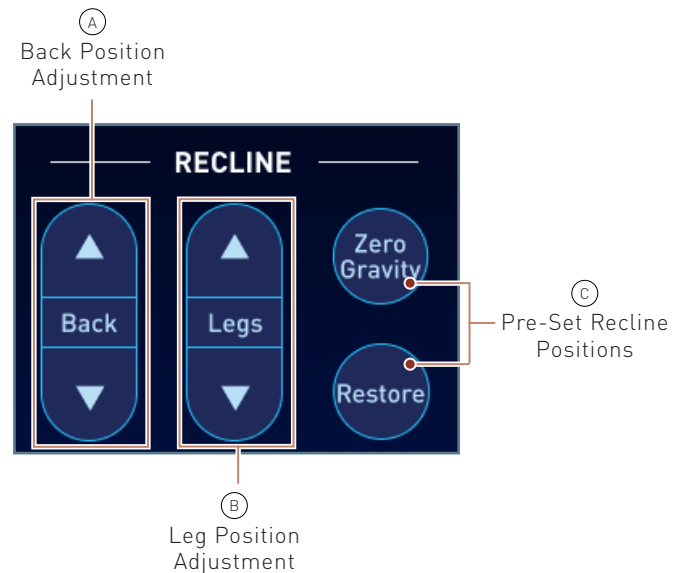 A
Back Position
Adjustment
RECLINE
▲
▲
Zero
Gravity
Back
Legs
C
Pre-Set Recline
Positions
▼
▼
Restore
B
Leg Position
Adjustment